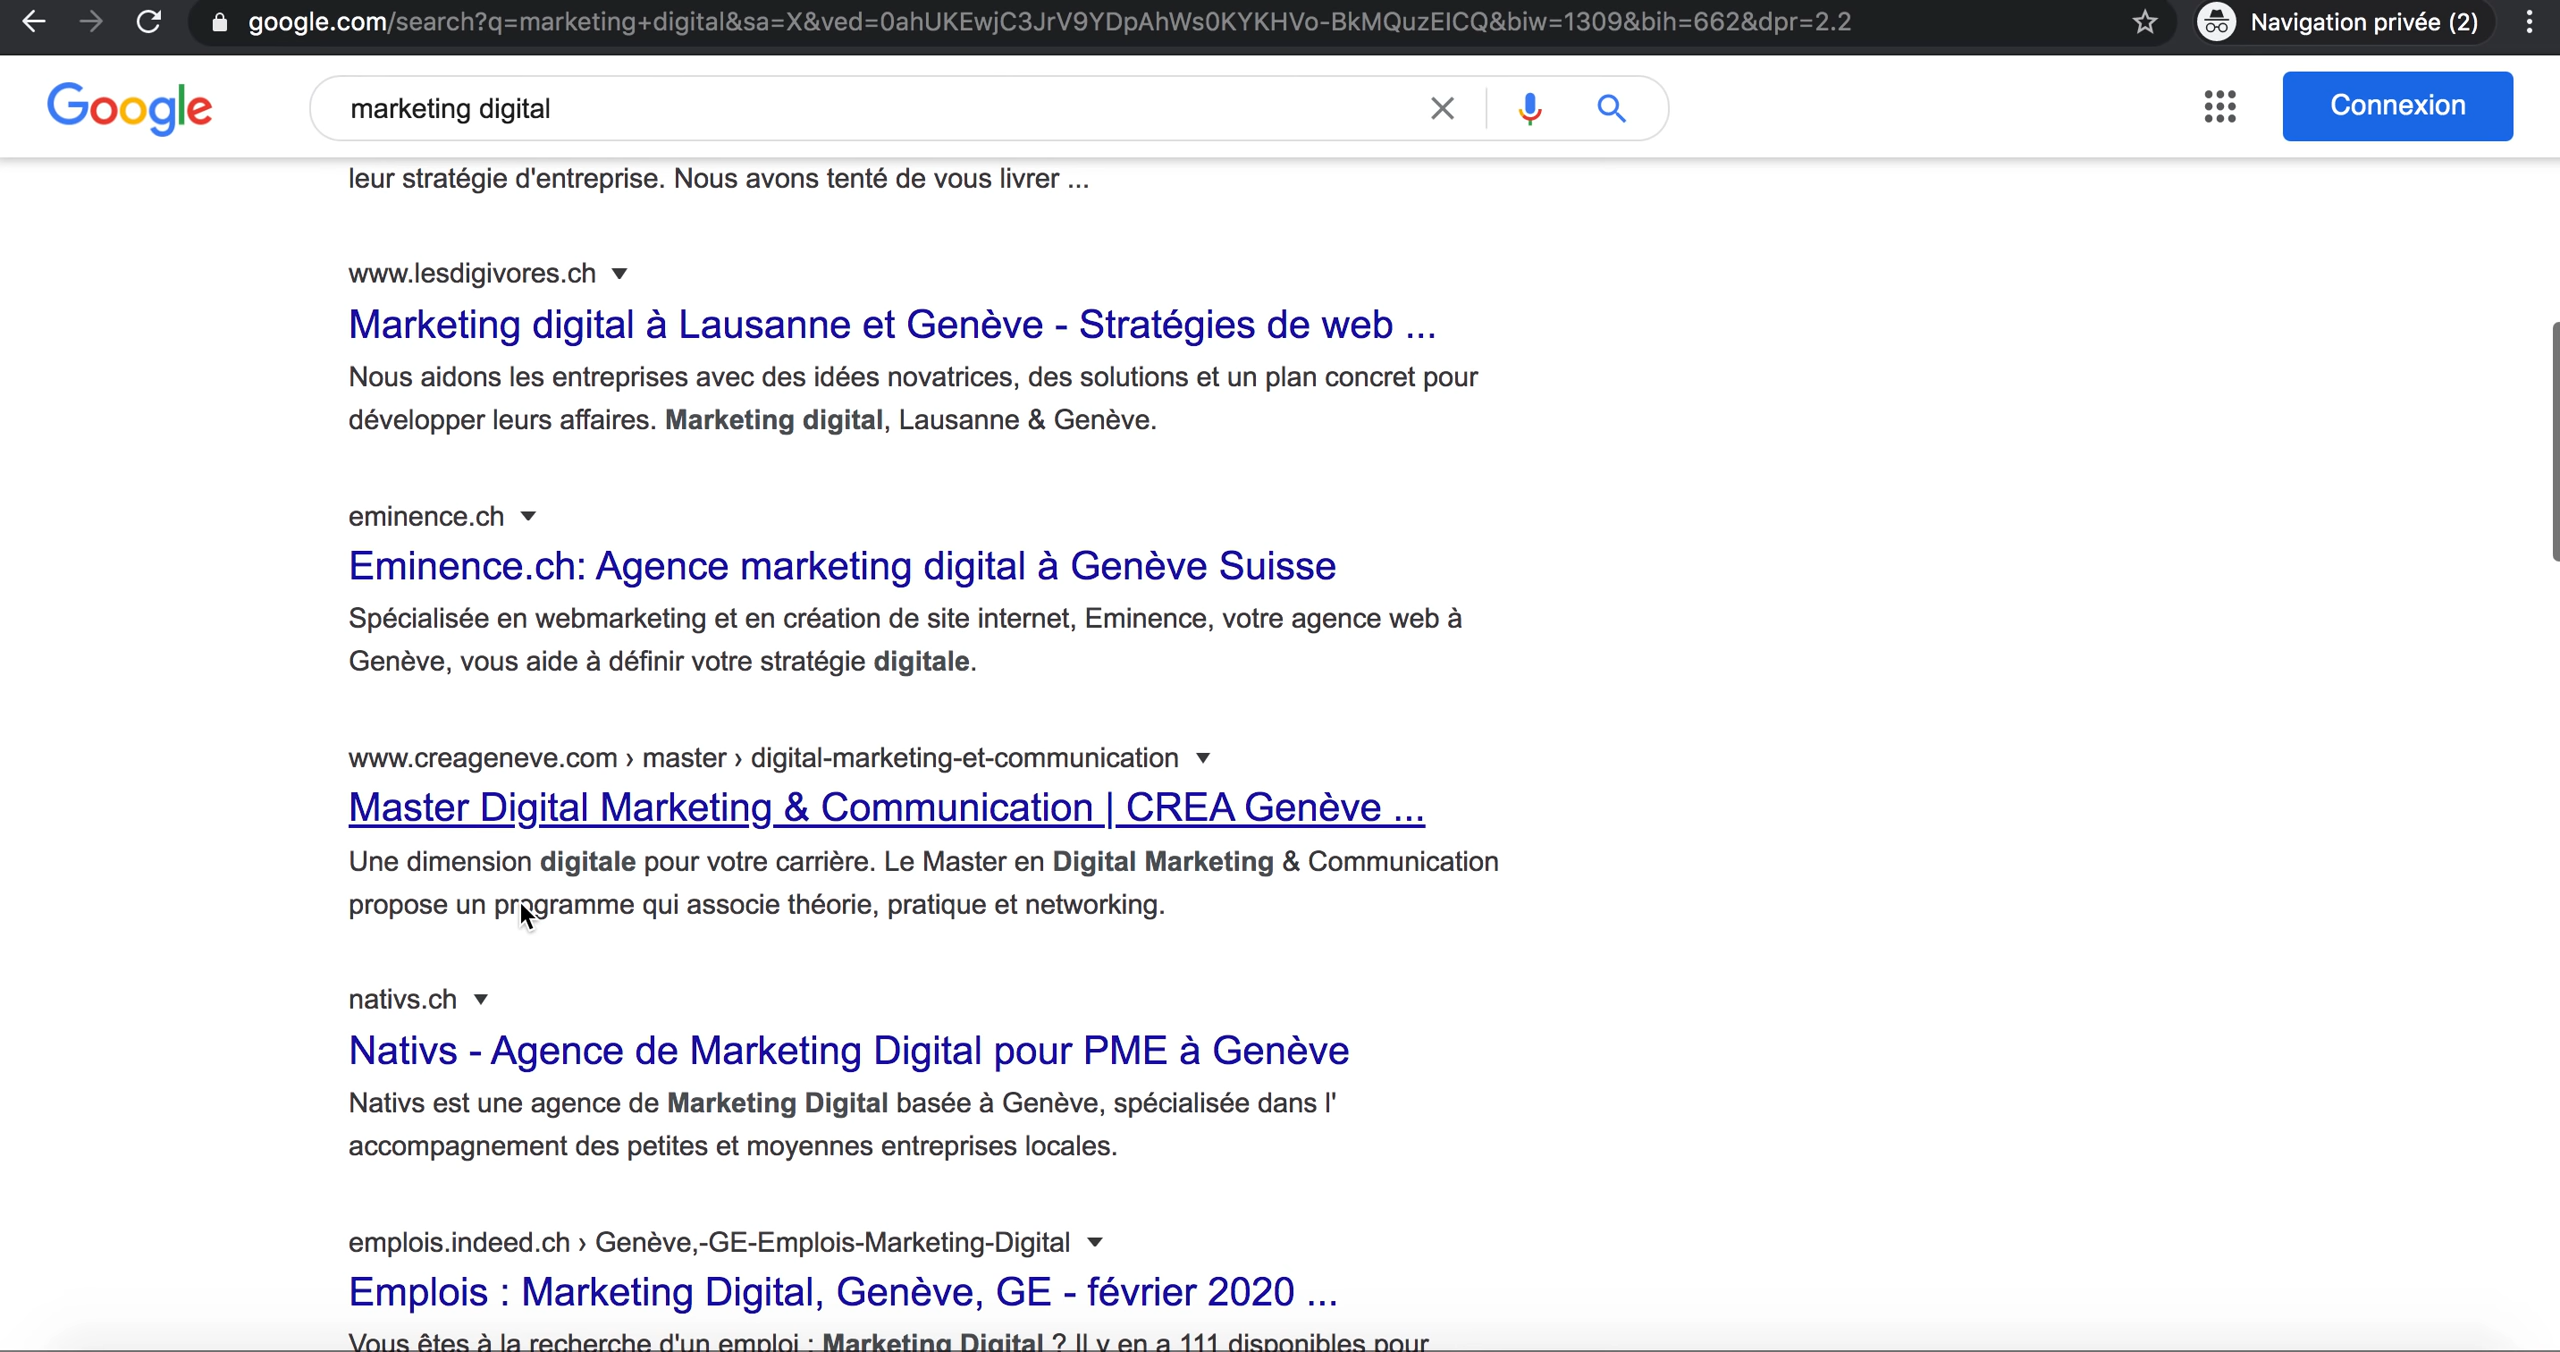 google.com/search?q=marketing+digital&sa=X&ved=0ahUKEwjC3JrV9YDpAhWs0KYKHVo-BkMQuzEICQ&biw=1309&bih=662&dpr=2.2
Navigation privée (2)
Google
marketing digital
Connexion
leur stratégie d'entreprise. Nous avons tenté de vous livrer ...
www.lesdigivores.ch
Marketing digital à Lausanne et Genève - Stratégies de web ...
Nous aidons les entreprises avec des idées novatrices, des solutions et un plan concret pour
développer leurs affaires. Marketing digital, Lausanne & Genève.
eminence.ch
Eminence.ch: Agence marketing digital à Genève Suisse
Spécialisée en webmarketing et en création de site internet, Eminence, votre agence web à
Genève, vous aide à définir votre stratégie digitale.
www.creageneve.com › master › digital-marketing-et-communication
Master Digital Marketing & Communication | CREA Genève ...
Une dimension digitale pour votre carrière. Le Master en Digital Marketing & Communication
propose un programme qui associe théorie, pratique et networking.
nativs.ch
Nativs - Agence de Marketing Digital pour PME à Genève
Nativs est une agence de Marketing Digital basée à Genève, spécialisée dans l'
accompagnement des petites et moyennes entreprises locales.
emplois.indeed.ch › Genève,-GE-Emplois-Marketing-Digital
Emplois : Marketing Digital, Genève, GE - février 2020 ...
Vous êtes à la recherche d'un emploi : Marketing Digital ? Il y en a 111 disponibles pour